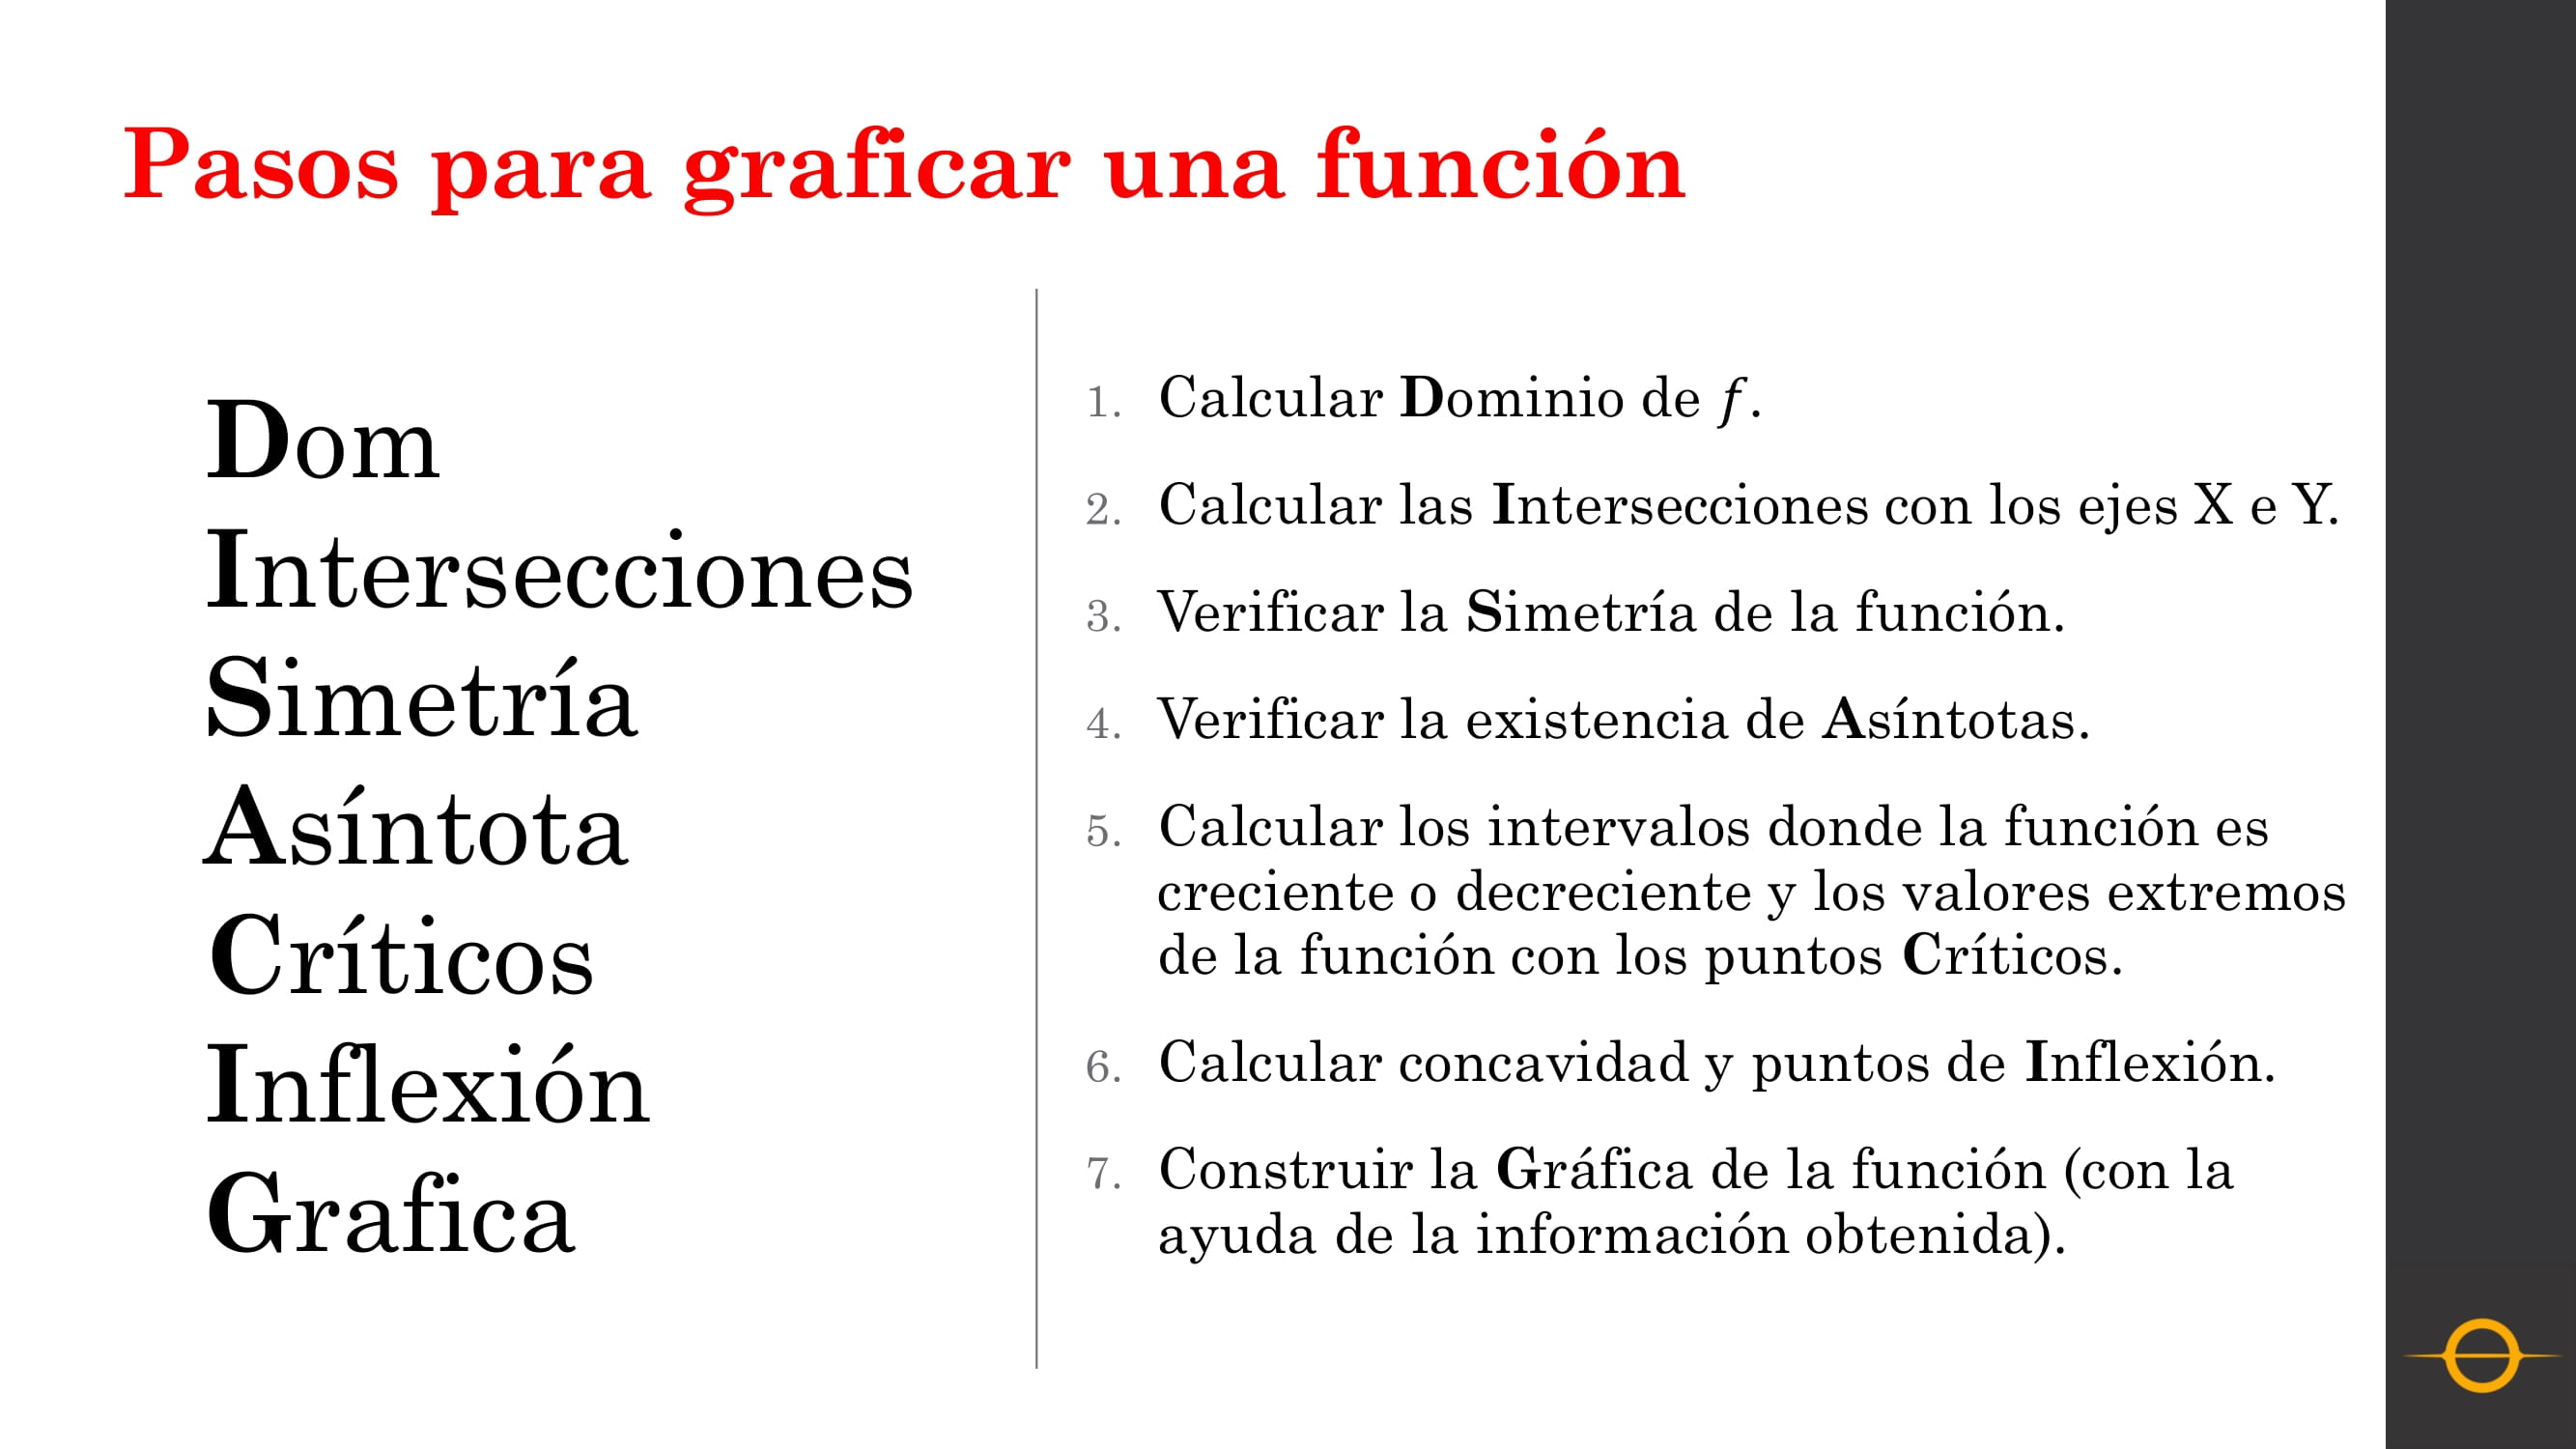 Pasos para graficar una función
Dom
Intersecciones
Simetría
Asíntota
Críticos
Inflexión
Grafica
1. Calcular Dominio de f.
2. Calcular las Intersecciones con los ejes X e Y.
3. Verificar la Simetría de la función.
4. Verificar la existencia de Asíntotas.
5. Calcular los intervalos donde la función es
creciente o decreciente y los valores extremos
de la función con los puntos Críticos.
6. Calcular concavidad y puntos de Inflexión.
7. Construir la Gráfica de la función (con la
ayuda de la información obtenida).